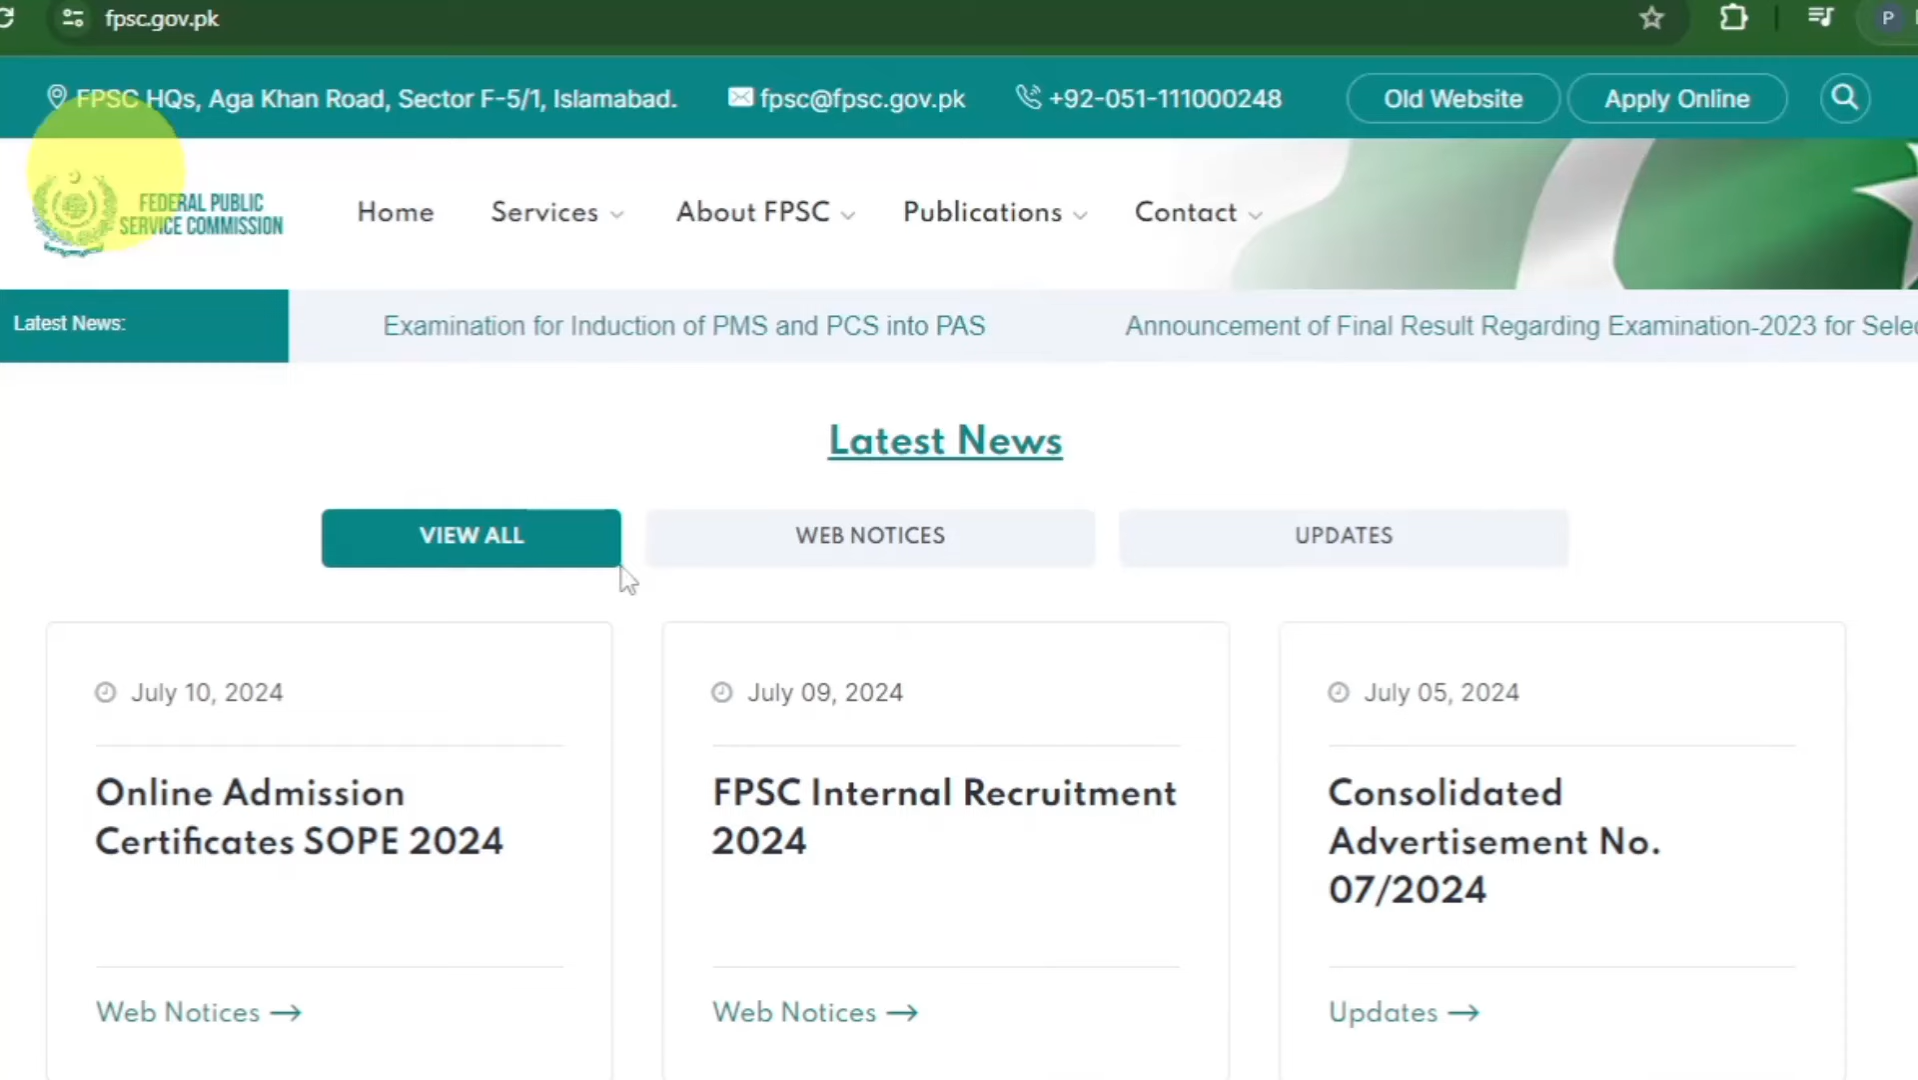 fpsc.gov.pk
P
FPSC HQs, Aga Khan Road, Sector F-5/1, Islamabad. fpsc@fpsc.gov.pk +92-051-111000248 Old Website Apply Online
FEDERAL PUBLIC
SERVICE COMMISSION
Home Services About FPSC Publications Contact
Latest News: Examination for Induction of PMS and PCS into PAS Announcement of Final Result Regarding Examination-2023 for Selec
Latest News
VIEW ALL WEB NOTICES UPDATES
July 10, 2024
Online Admission
Certificates SOPE 2024
Web Notices →
July 09, 2024
FPSC Internal Recruitment
2024
Web Notices →
July 05, 2024
Consolidated
Advertisement No.
07/2024
Updates →